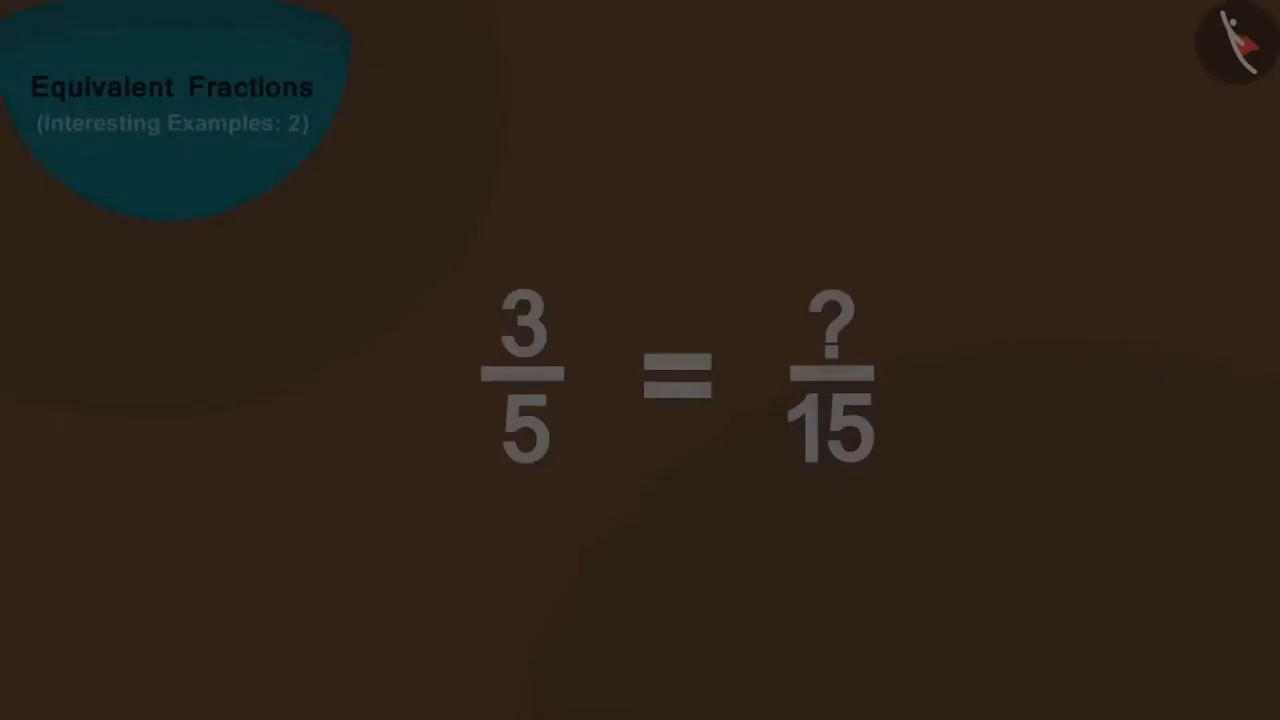 Equivalent Fractions
(Interesting Examples: 2)
3/5 = ?/15